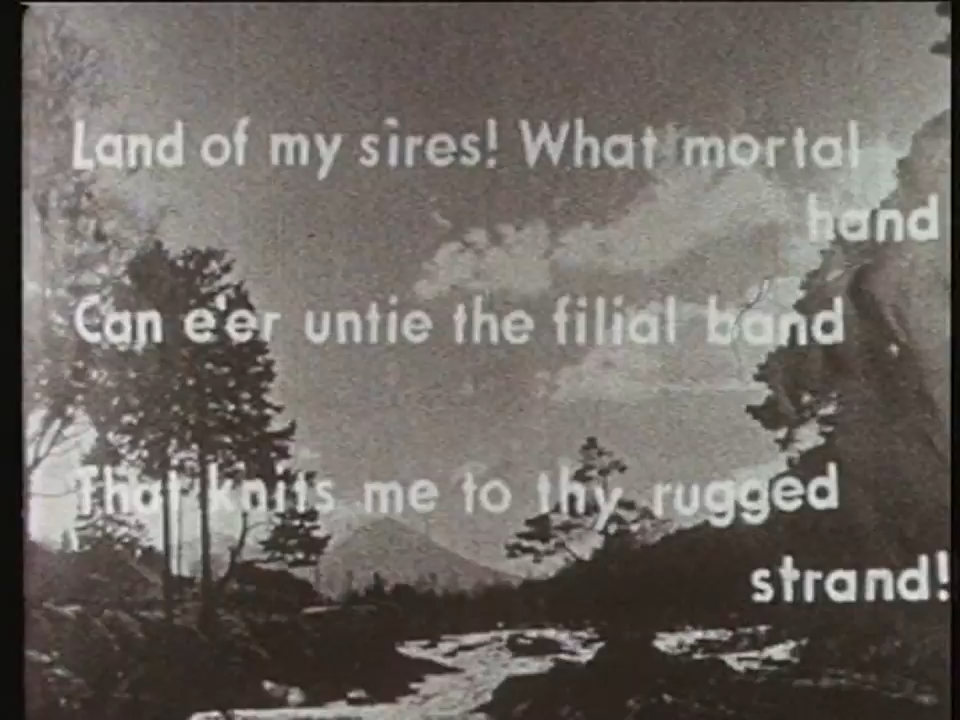 Land of my sires! What mortal
hand
Can e'er untie the filial band
That knits me to thy rugged
strand!